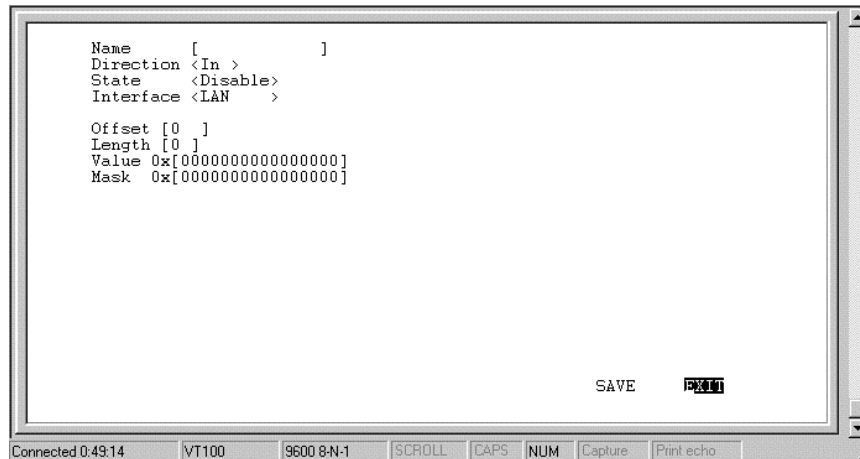 Name [ ]
Direction <In >
State <Disable>
Interface <LAN >
Offset [0 ]
Length [0 ]
Value 0x[0000000000000000]
Mask 0x[0000000000000000]
SAVE EXIT
Connected 0:49:14 VT100 9600 8-N-1 SCROLL CAPS NUM Capture Print echo